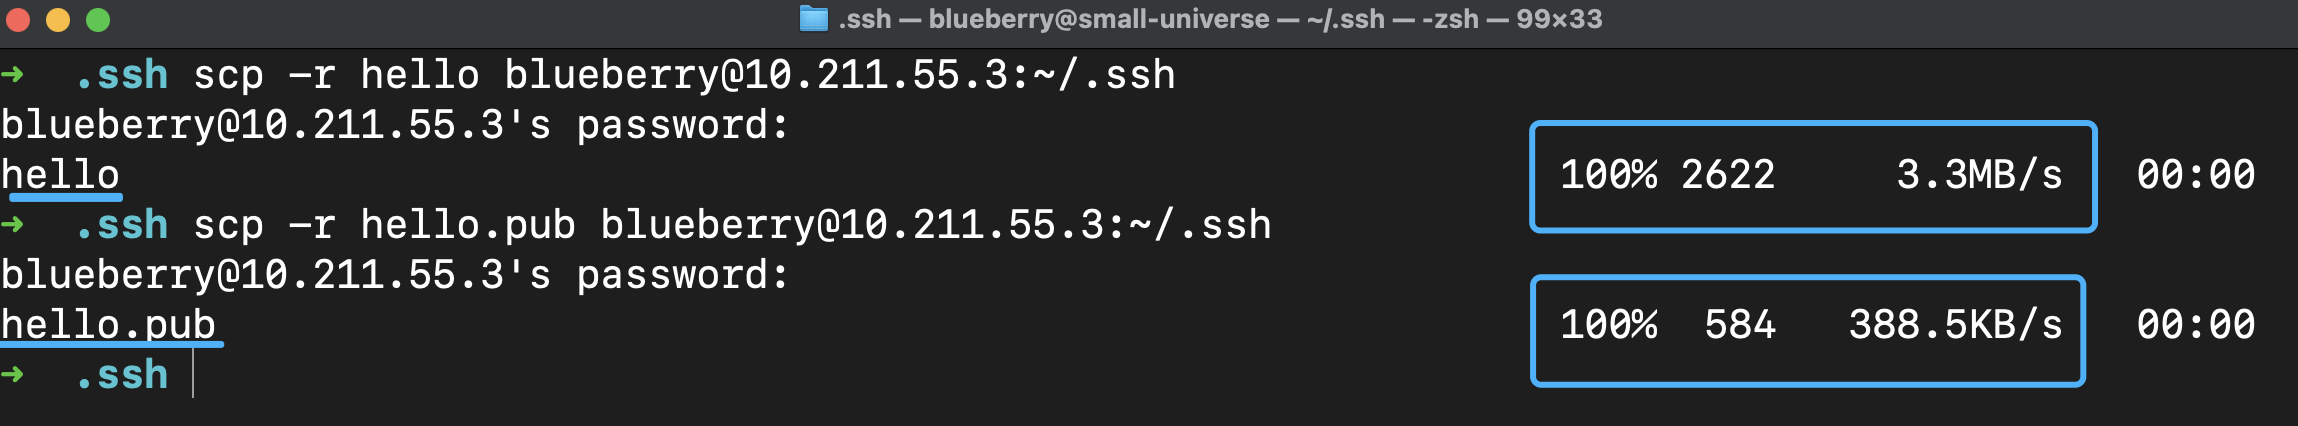 .ssh — blueberry@small-universe — ~/.ssh — -zsh — 99×33
➜ .ssh scp -r hello blueberry@10.211.55.3:~/.ssh
blueberry@10.211.55.3's password:
hello 100% 2622 3.3MB/s 00:00
➜ .ssh scp -r hello.pub blueberry@10.211.55.3:~/.ssh
blueberry@10.211.55.3's password:
hello.pub 100% 584 388.5KB/s 00:00
➜ .ssh